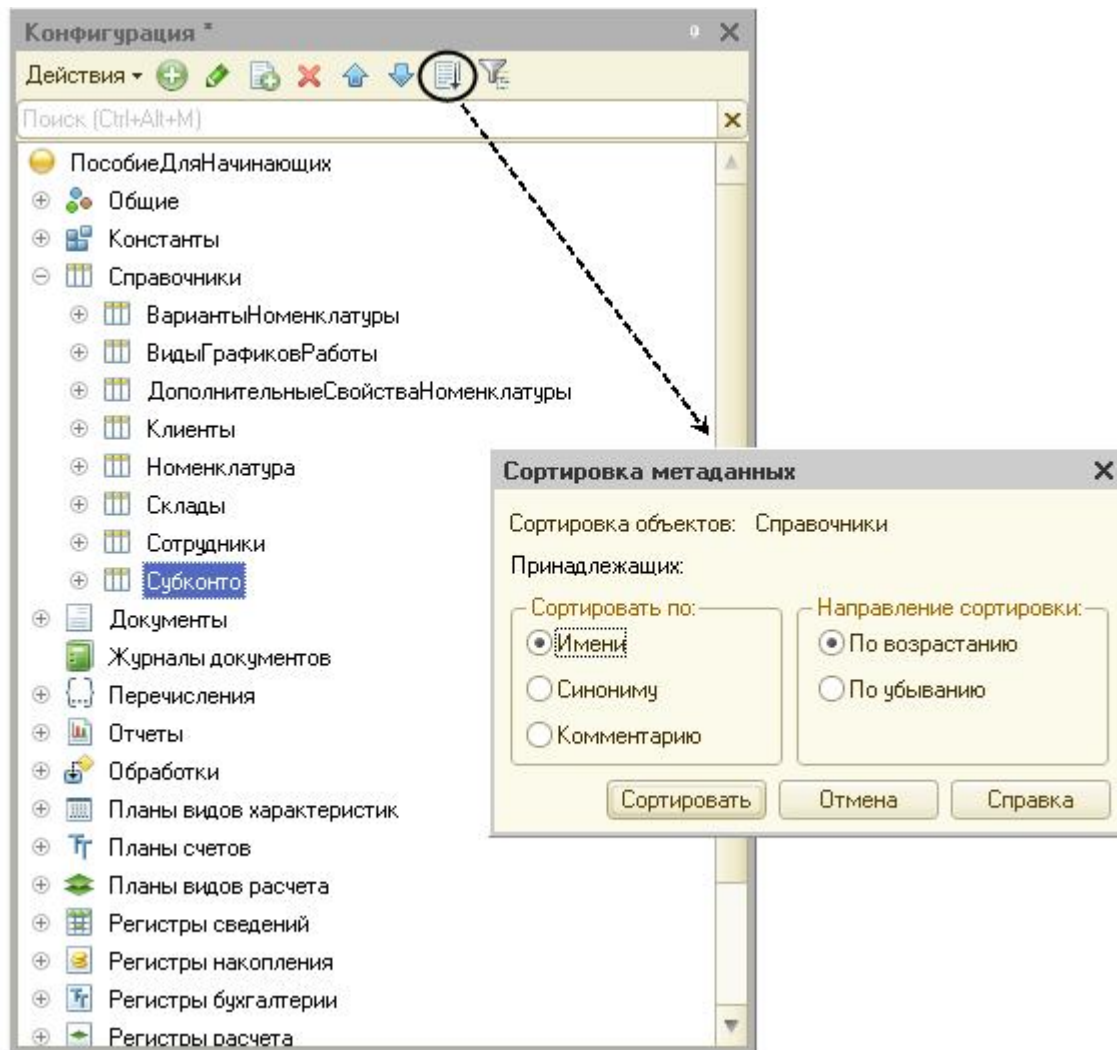 Конфигурация *
Действия
Поиск (Ctrl+Alt+M)
ПособиеДляНачинающих
Общие
Константы
Справочники
ВариантыНоменклатуры
ВидыГрафиковРаботы
ДополнительныеСвойстваНоменклатуры
Клиенты
Номенклатура
Склады
Сотрудники
Субконто
Документы
Журналы документов
Перечисления
Отчеты
Обработки
Планы видов характеристик
Планы счетов
Планы видов расчета
Регистры сведений
Регистры накопления
Регистры бухгалтерии
Регистры расчета
Сортировка метаданных
Сортировка объектов: Справочники
Принадлежащих:
Сортировать по:
Имени
Синониму
Комментарию
Направление сортировки:
По возрастанию
По убыванию
Сортировать Отмена Справка